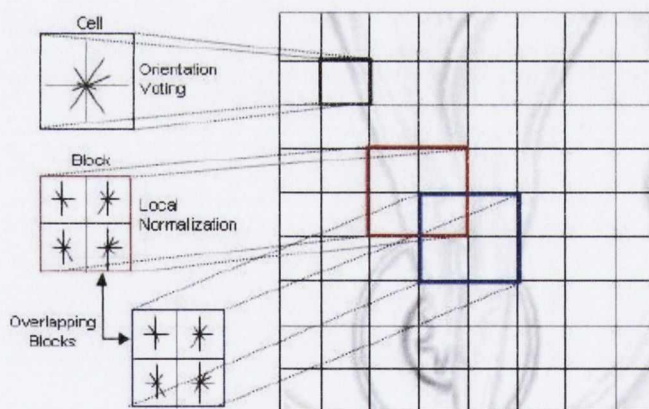 Cell
Orientation
Voting
Block
Local
Normalization
Overlapping
Blocks